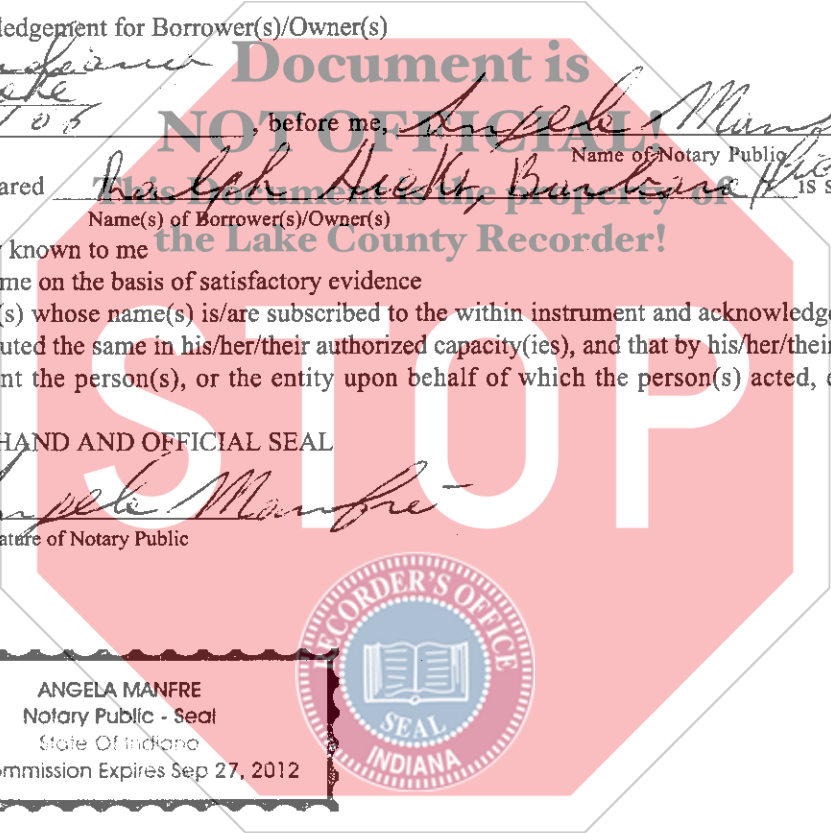 ledgement for Borrower(s)/Owner(s)
Document is
NOT OFFICIAL!
, before me, Angela
Name of Notary Public
ared Ralph Barbara is
This Document is the property of
Name(s) of Borrower(s)/Owner(s)
known to me
the Lake County Recorder!
me on the basis of satisfactory evidence
(s) whose name(s) is/are subscribed to the within instrument and acknowledge
uted the same in his/her/their authorized capacity(ies), and that by his/her/their
nt the person(s), or the entity upon behalf of which the person(s) acted,
STOP
HAND AND OFFICIAL SEAL
Manfre
ature of Notary Public
RECORDER'S OFFICE
SEAL
INDIANA
ANGELA MANFRE
Notary Public - Seal
State Of Indiana
mmission Expires Sep 27, 2012